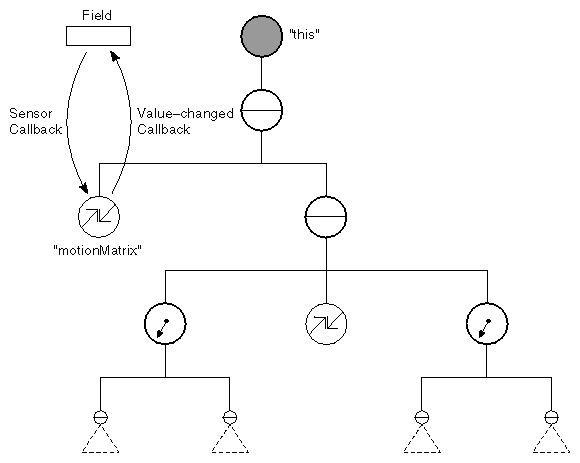 Field
"this"
Sensor
Callback
Value-changed
Callback
"motionMatrix"